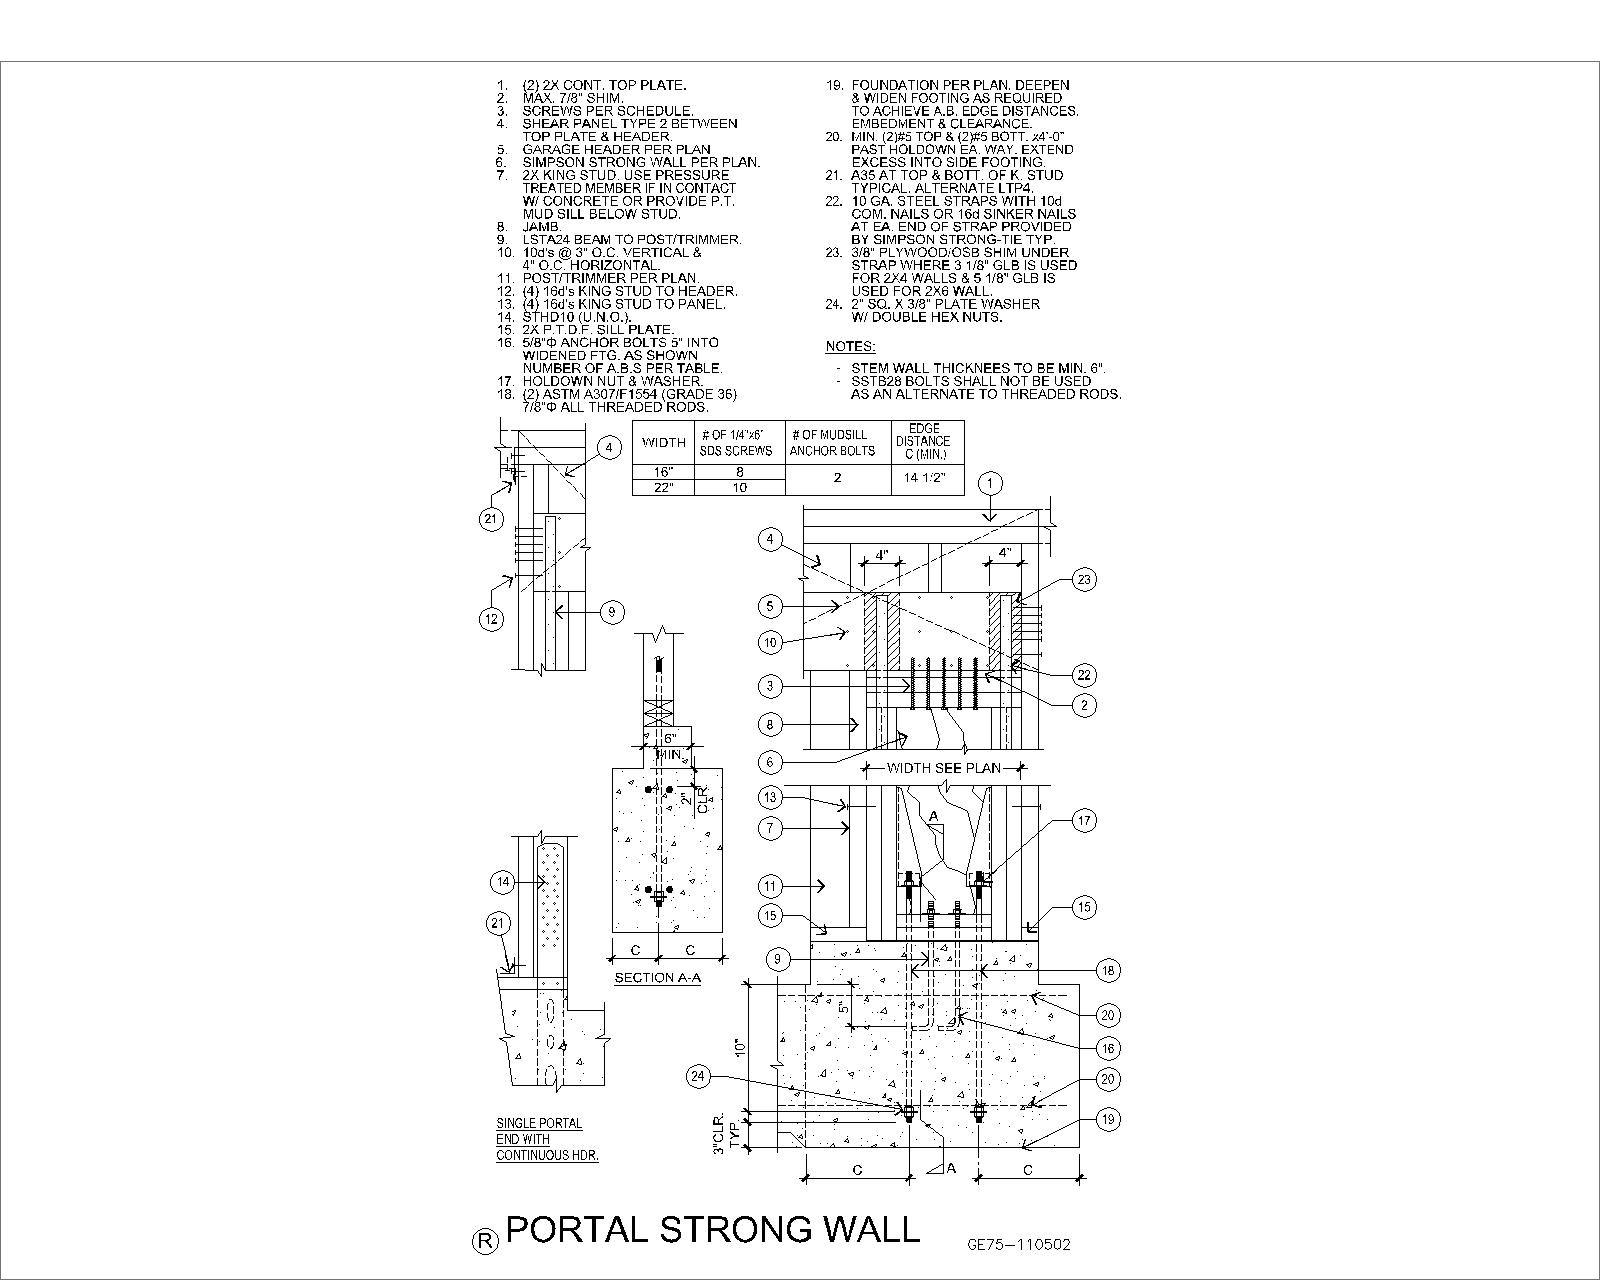 1. (2) 2X CONT. TOP PLATE.
2. MAX. 7/8" SHIM.
3. SCREWS PER SCHEDULE.
4. SHEAR PANEL TYPE 2 BETWEEN
TOP PLATE & HEADER.
5. GARAGE HEADER PER PLAN
6. SIMPSON STRONG WALL PER PLAN.
7. 2X KING STUD. USE PRESSURE
TREATED MEMBER IF IN CONTACT
W/ CONCRETE OR PROVIDE P.T.
MUD SILL BELOW STUD.
8. JAMB.
9. LSTA24 BEAM TO POST/TRIMMER.
10. 10d's @ 3" O.C. VERTICAL &
4" O.C. HORIZONTAL.
11. POST/TRIMMER PER PLAN.
12. (4) 16d's KING STUD TO HEADER.
13. (4) 16d's KING STUD TO PANEL.
14. STHD10 (U.N.O.).
15. 2X P.T.D.F. SILL PLATE.
16. 5/8"Φ ANCHOR BOLTS 5" INTO
WIDENED FTG. AS SHOWN
NUMBER OF A.B.S PER TABLE.
17. HOLDOWN NUT & WASHER.
18. (2) ASTM A307/F1554 (GRADE 36)
7/8"Φ ALL THREADED RODS.
19. FOUNDATION PER PLAN. DEEPEN
& WIDEN FOOTING AS REQUIRED
TO ACHIEVE A.B. EDGE DISTANCES.
EMBEDMENT & CLEARANCE.
20. MIN. (2)#5 TOP & (2)#5 BOTT. x4'-0"
PAST HOLDOWN EA. WAY. EXTEND
EXCESS INTO SIDE FOOTING.
21. A35 AT TOP & BOTT. OF K. STUD
TYPICAL. ALTERNATE LTP4.
22. 10 GA. STEEL STRAPS WITH 10d
COM. NAILS OR 16d SINKER NAILS
AT EA. END OF STRAP PROVIDED
BY SIMPSON STRONG-TIE TYP.
23. 3/8" PLYWOOD/OSB SHIM UNDER
STRAP WHERE 3 1/8" GLB IS USED
FOR 2X4 WALLS & 5 1/8" GLB IS
USED FOR 2X6 WALL.
24. 2" SQ. X 3/8" PLATE WASHER
W/ DOUBLE HEX NUTS.
NOTES:
- STEM WALL THICKNEES TO BE MIN. 6".
- SSTB28 BOLTS SHALL NOT BE USED
AS AN ALTERNATE TO THREADED RODS.
WIDTH # OF 1/4"x6" SDS SCREWS # OF MUDSILL ANCHOR BOLTS EDGE DISTANCE C (MIN.)
16" 8 2 14 1/2"
22" 10
4
21
12
9
1
4
4" 4"
23
5
10
22
3
2
8
6
WIDTH SEE PLAN
6"
MIN.
2" CLR.
C C
SECTION A-A
13
7
A
17
11
15
15
14
21
9
18
5"
20
16
10"
24
20
19
3"CLR. TYP.
C A C
SINGLE PORTAL
END WITH
CONTINUOUS HDR.
R PORTAL STRONG WALL
GE75-110502